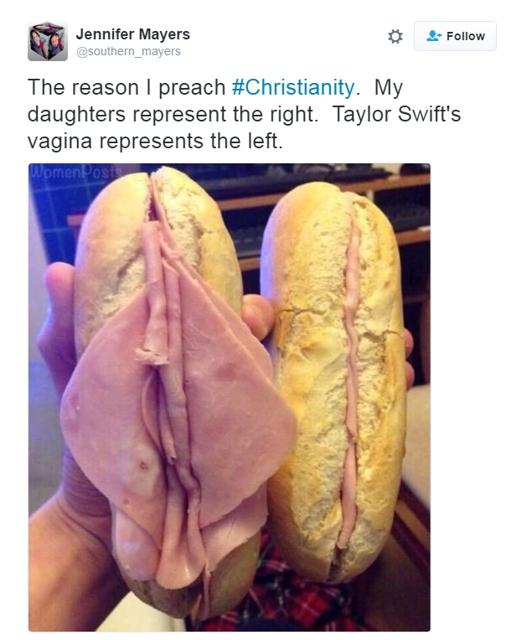 Jennifer Mayers
@southern_mayers
Follow
The reason I preach #Christianity. My
daughters represent the right. Taylor Swift's
vagina represents the left.
WomenPosts